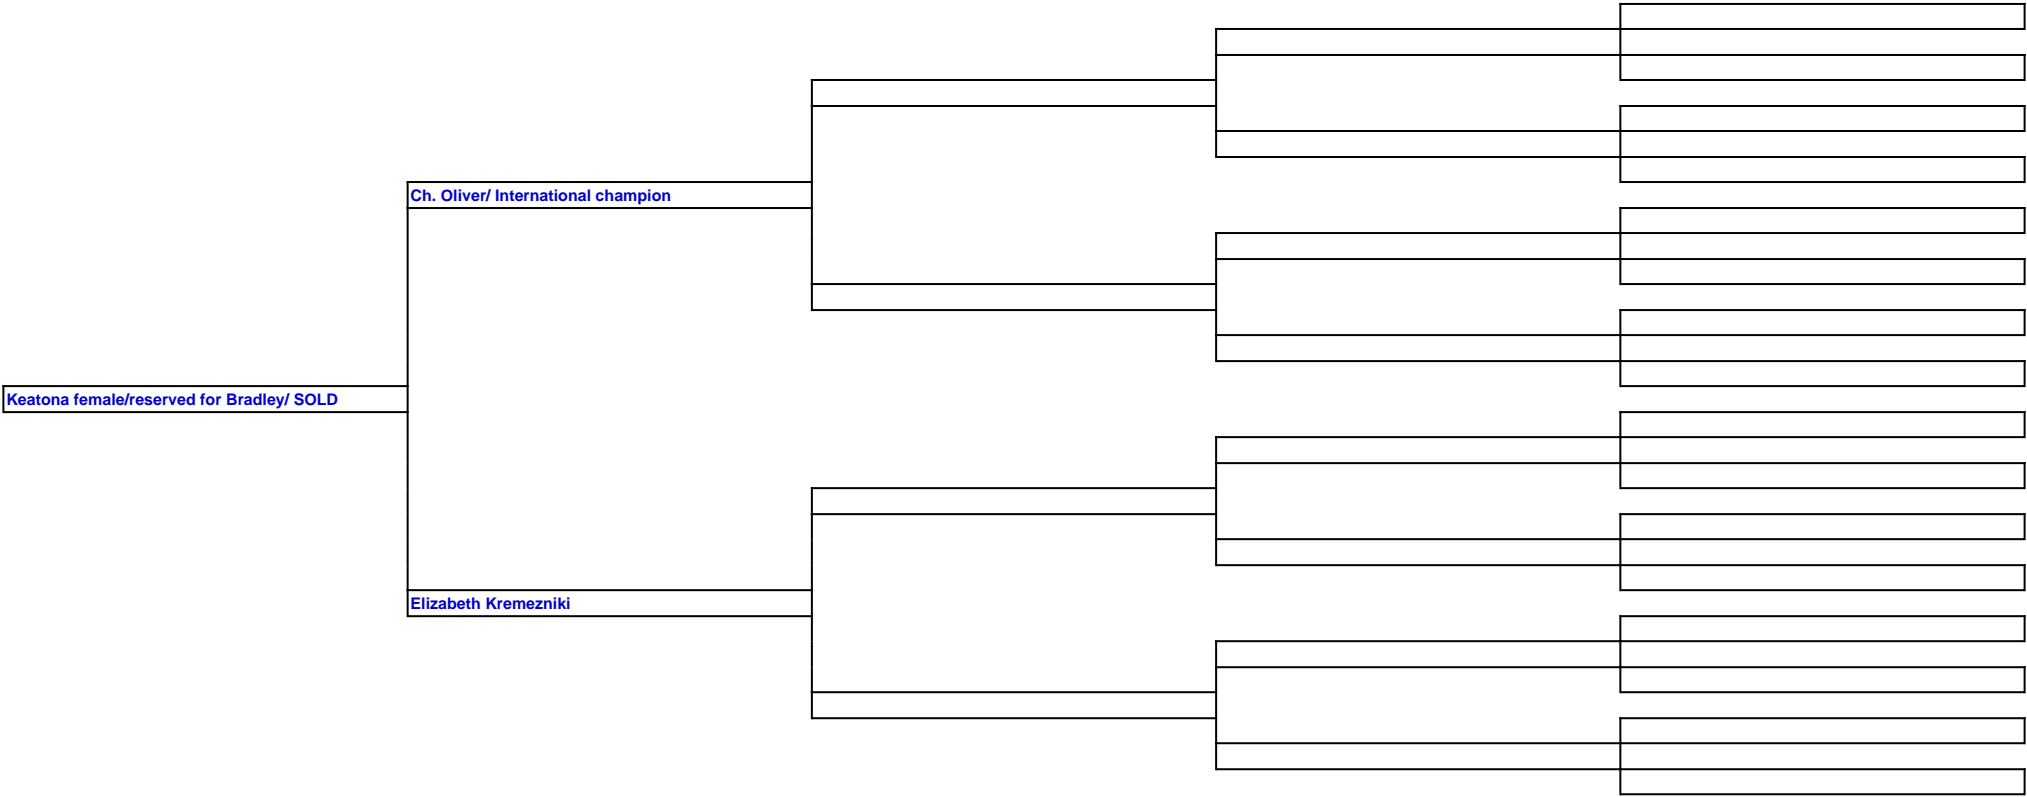 Ch. Oliver/ International champion
Keatona female/reserved for Bradley/ SOLD
Elizabeth Kremezniki